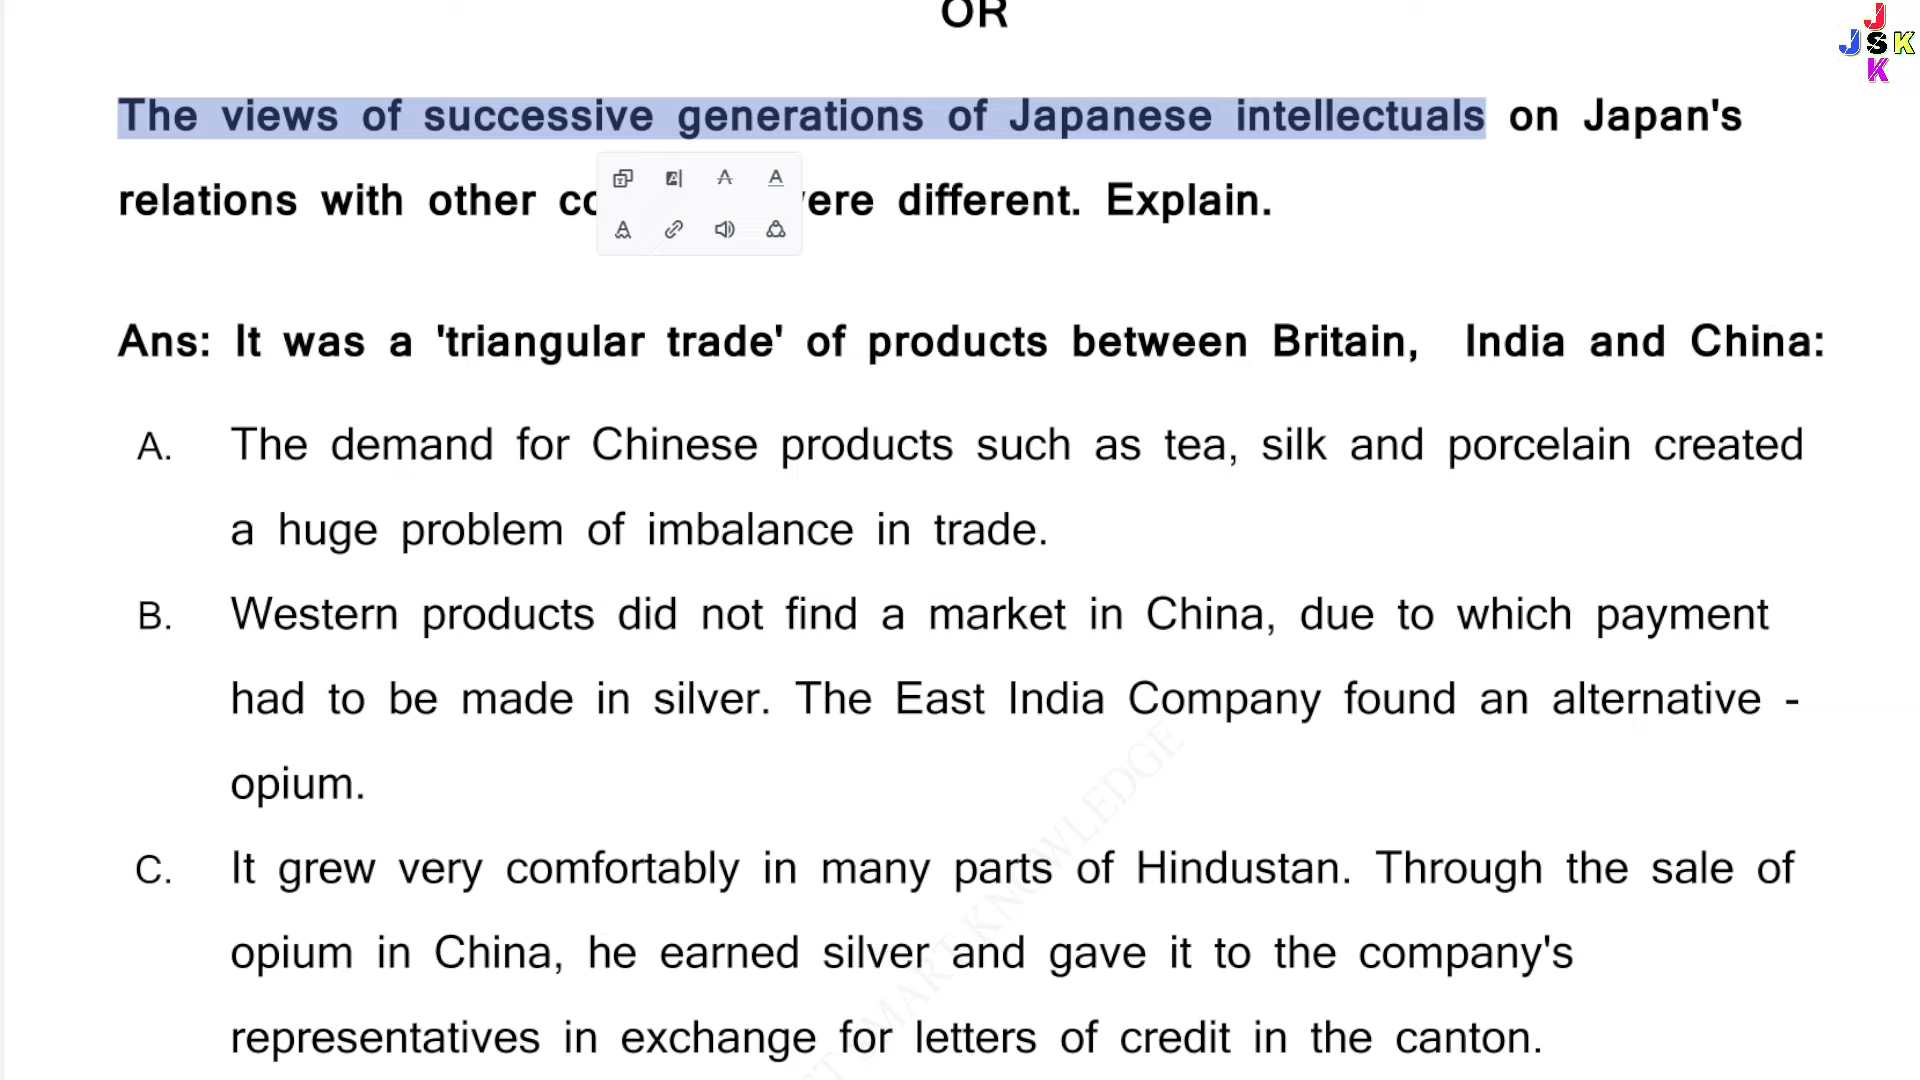 OR
J
JSK
K
The views of successive generations of Japanese intellectuals on Japan's
relations with other were different. Explain.
Ans: It was a 'triangular trade' of products between Britain, India and China:
A. The demand for Chinese products such as tea, silk and porcelain created
a huge problem of imbalance in trade.
B. Western products did not find a market in China, due to which payment
had to be made in silver. The East India Company found an alternative -
opium.
C. It grew very comfortably in many parts of Hindustan. Through the sale of
opium in China, he earned silver and gave it to the company's
representatives in exchange for letters of credit in the canton.
SMART KNOWLEDGE